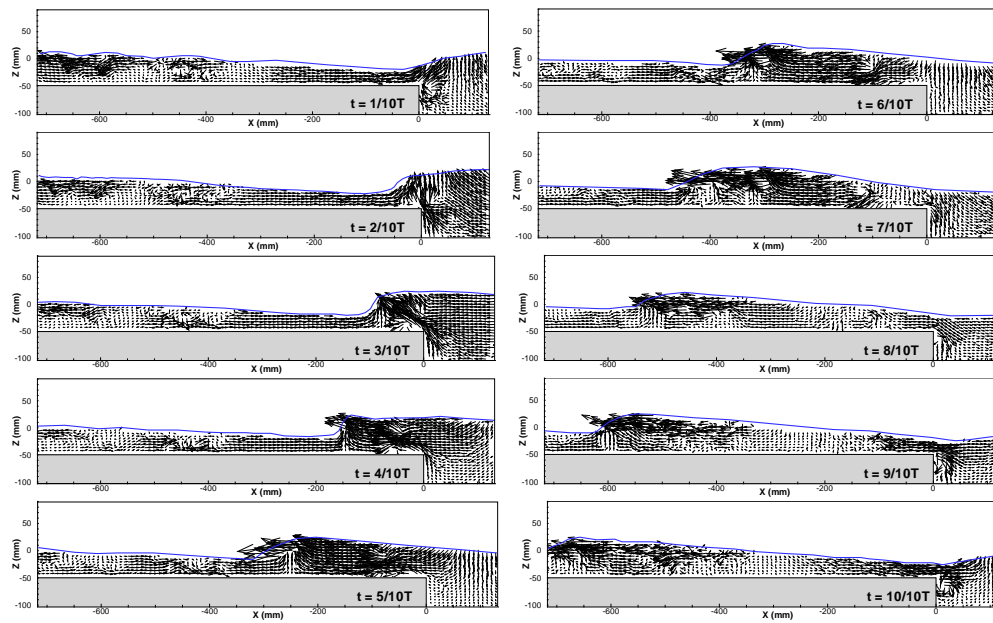 Z (mm)
50
0
-50
-100
t = 1/10T
-600
-400
-200
0
X (mm)
Z (mm)
50
0
-50
-100
t = 2/10T
-600
-400
-200
0
X (mm)
Z (mm)
50
0
-50
-100
t = 3/10T
-600
-400
-200
0
X (mm)
Z (mm)
50
0
-50
-100
t = 4/10T
-600
-400
-200
0
X (mm)
Z (mm)
50
0
-50
-100
t = 5/10T
-600
-400
-200
0
X (mm)
Z (mm)
50
0
-50
-100
t = 6/10T
-600
-400
-200
0
X (mm)
Z (mm)
50
0
-50
-100
t = 7/10T
-600
-400
-200
0
X (mm)
Z (mm)
50
0
-50
-100
t = 8/10T
-600
-400
-200
0
X (mm)
Z (mm)
50
0
-50
-100
t = 9/10T
-600
-400
-200
0
X (mm)
Z (mm)
50
0
-50
-100
t = 10/10T
-600
-400
-200
0
X (mm)